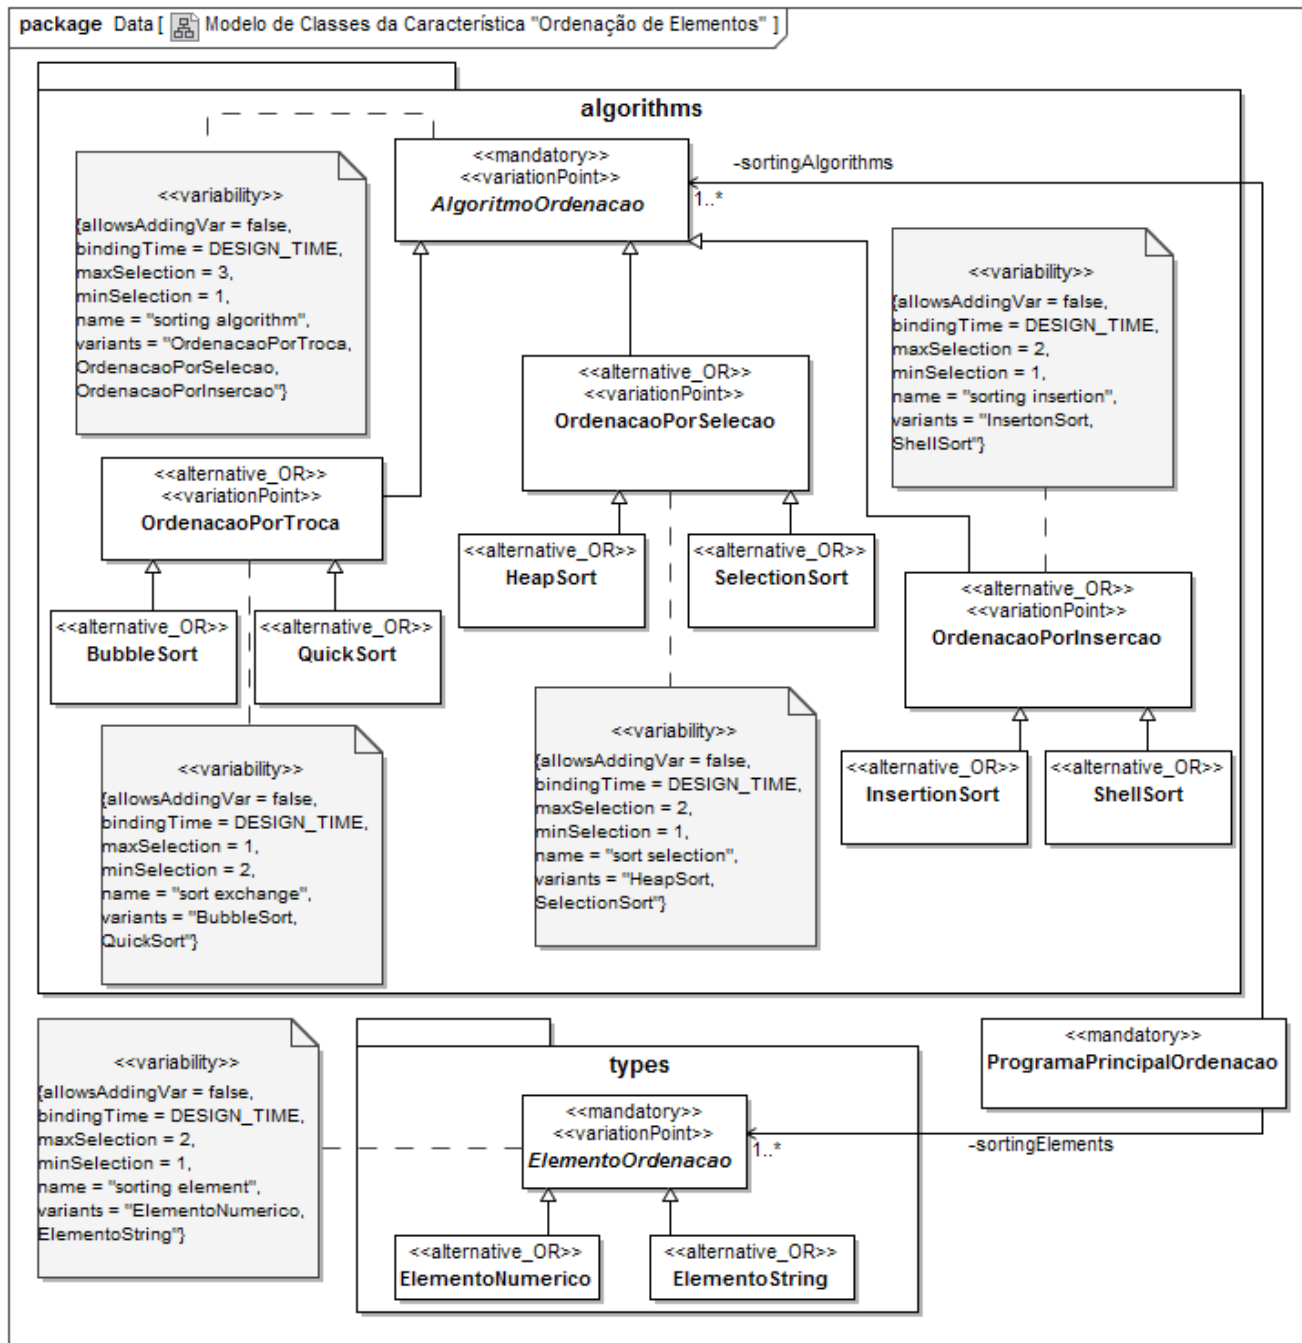 package Data [ Modelo de Classes da Característica "Ordenação de Elementos" ]
algorithms
<<mandatory>>
<<variationPoint>>
AlgoritmoOrdenacao
-sortingAlgorithms
1..*
<<variability>>
{allowsAddingVar = false,
bindingTime = DESIGN_TIME,
maxSelection = 3,
minSelection = 1,
name = "sorting algorithm",
variants = "OrdenacaoPorTroca,
OrdenacaoPorSelecao,
OrdenacaoPorInsercao"}
<<variability>>
{allowsAddingVar = false,
bindingTime = DESIGN_TIME,
maxSelection = 2,
minSelection = 1,
name = "sorting insertion",
variants = "InsertonSort,
ShellSort"}
<<alternative_OR>>
<<variationPoint>>
OrdenacaoPorSelecao
<<alternative_OR>>
<<variationPoint>>
OrdenacaoPorTroca
<<alternative_OR>>
HeapSort
<<alternative_OR>>
SelectionSort
<<alternative_OR>>
<<variationPoint>>
OrdenacaoPorInsercao
<<alternative_OR>>
BubbleSort
<<alternative_OR>>
QuickSort
<<variability>>
{allowsAddingVar = false,
bindingTime = DESIGN_TIME,
maxSelection = 1,
minSelection = 2,
name = "sort exchange",
variants = "BubbleSort,
QuickSort"}
<<variability>>
{allowsAddingVar = false,
bindingTime = DESIGN_TIME,
maxSelection = 2,
minSelection = 1,
name = "sort selection",
variants = "HeapSort,
SelectionSort"}
<<alternative_OR>>
InsertionSort
<<alternative_OR>>
ShellSort
<<variability>>
{allowsAddingVar = false,
bindingTime = DESIGN_TIME,
maxSelection = 2,
minSelection = 1,
name = "sorting element",
variants = "ElementoNumerico,
ElementoString"}
types
<<mandatory>>
<<variationPoint>>
ElementoOrdenacao
1..*
-sortingElements
<<mandatory>>
ProgramaPrincipalOrdenacao
<<alternative_OR>>
ElementoNumerico
<<alternative_OR>>
ElementoString